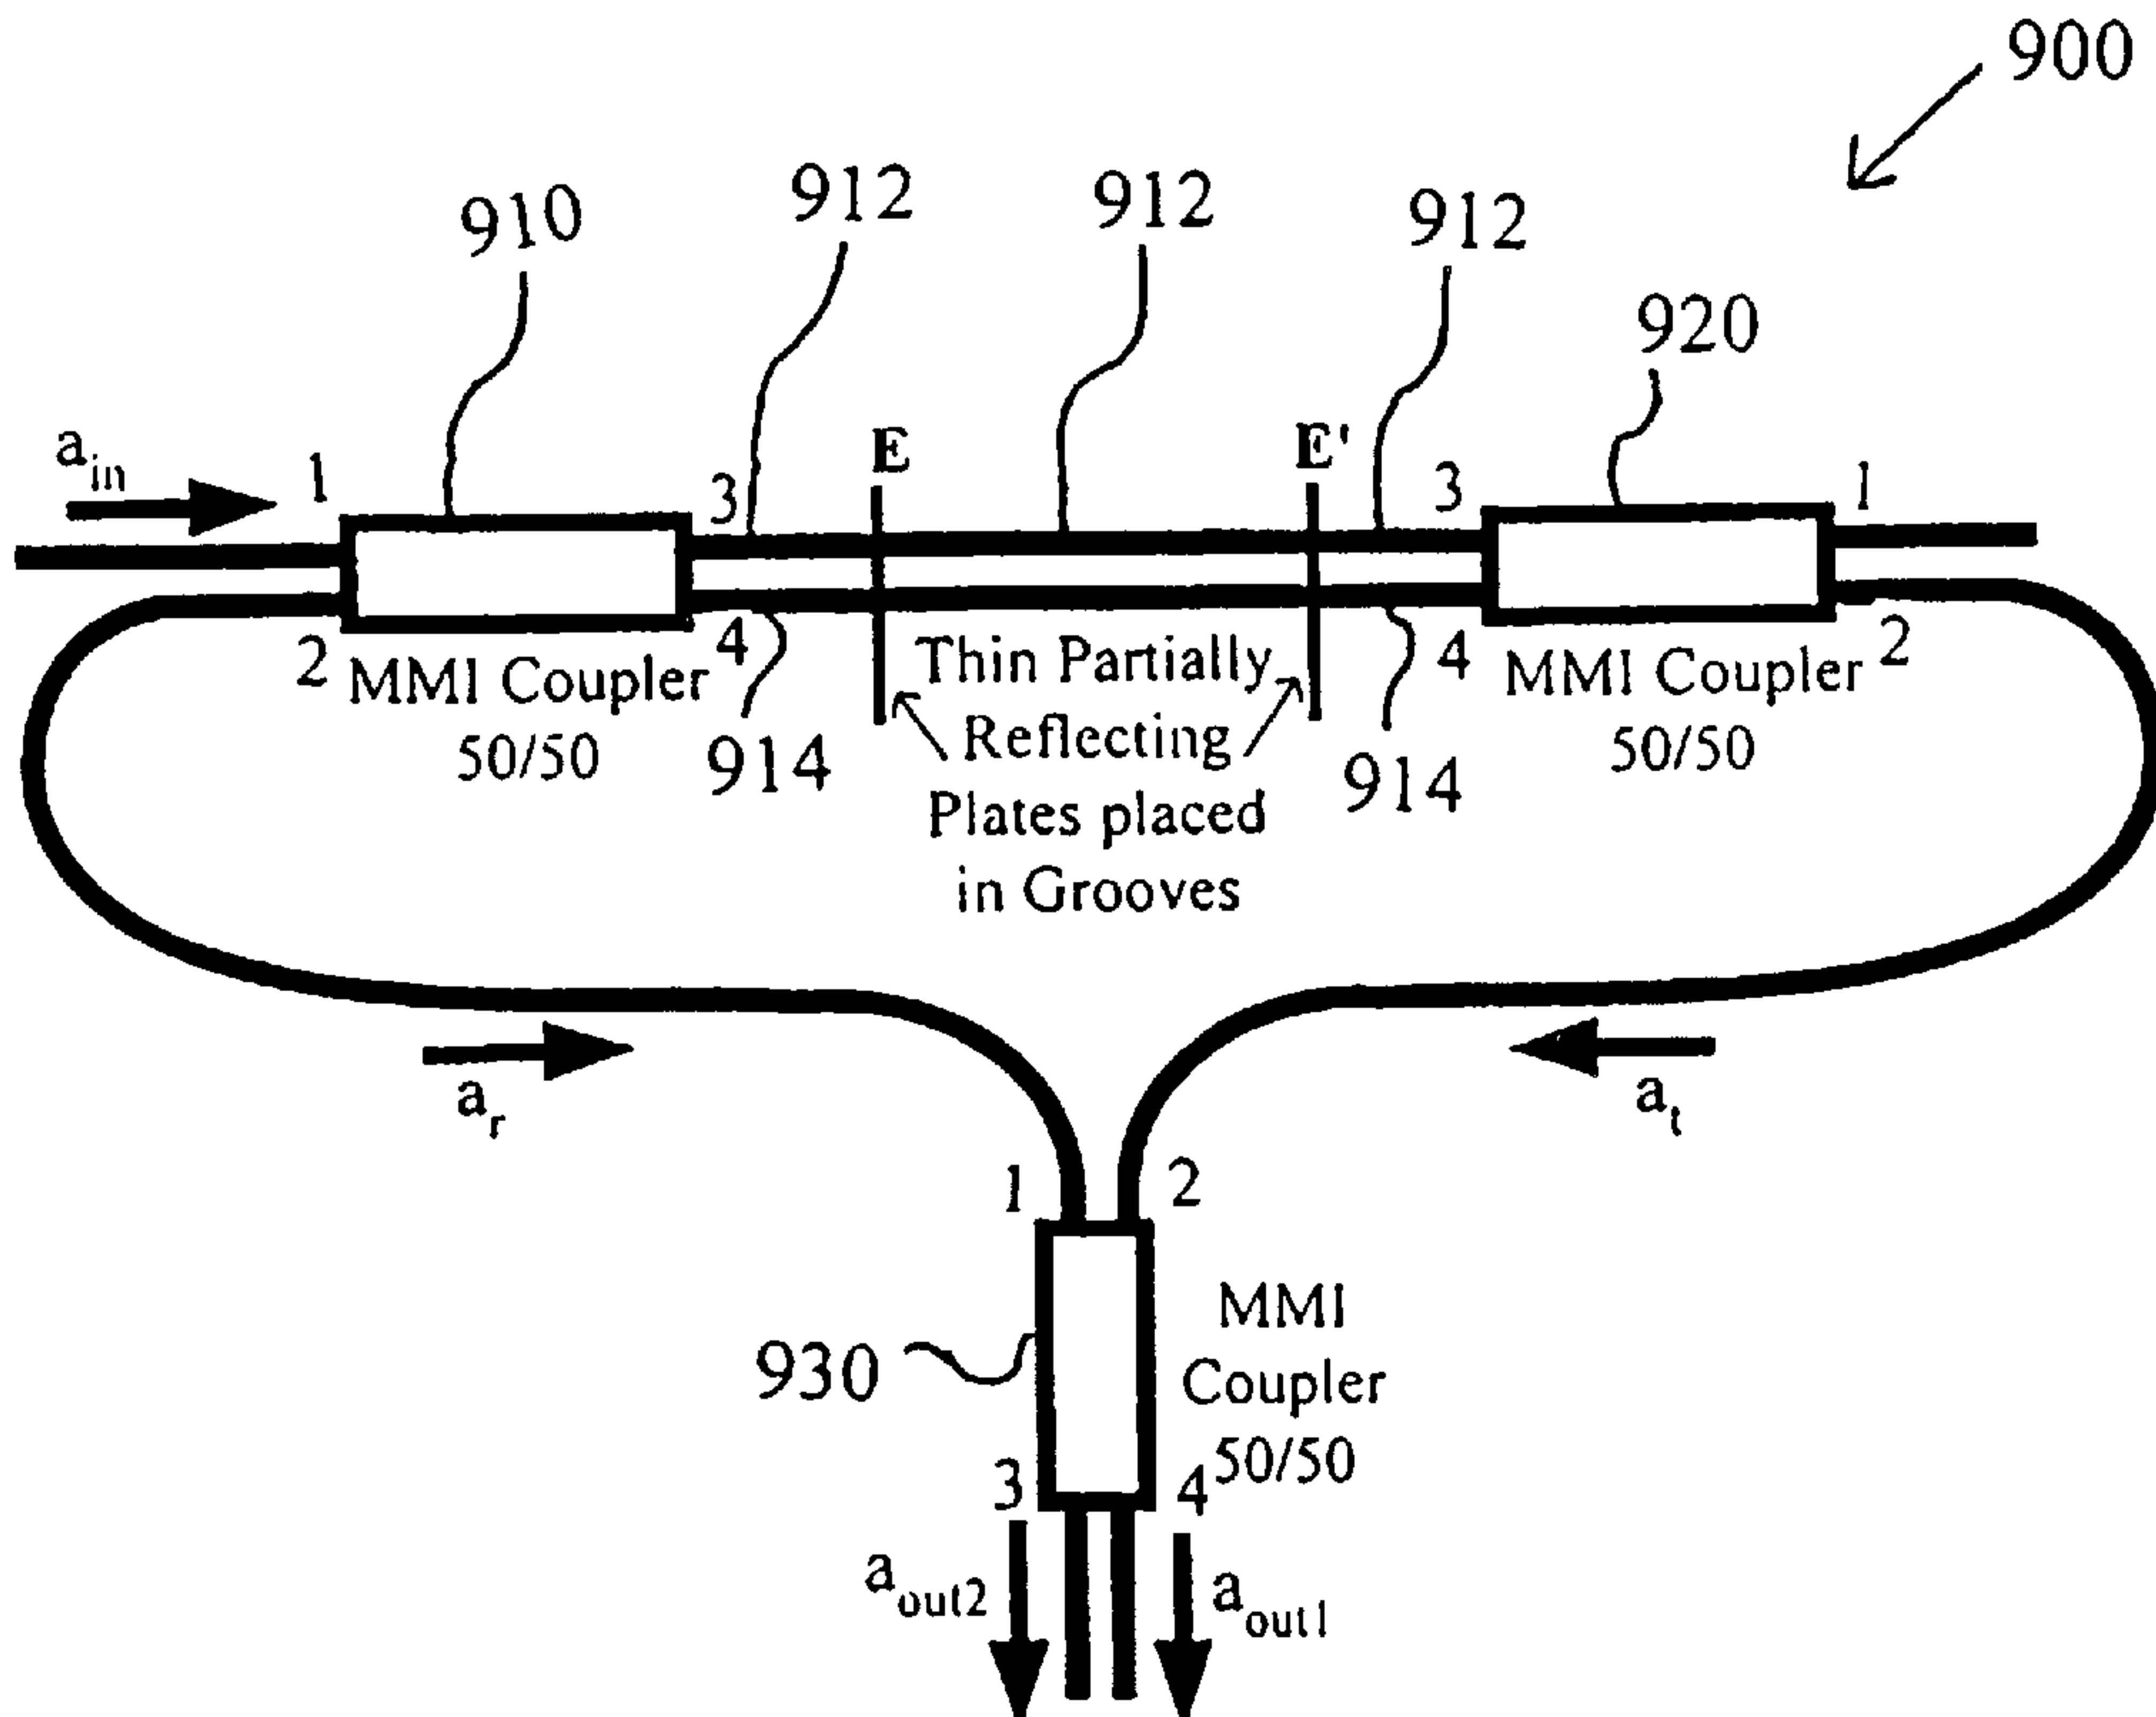 900
910
912
912
912
920
a_in
1
3
E
E'
3
1
2
4
4
2
MMI Coupler
50/50
914
Thin Partially
Reflecting
Plates placed
in Grooves
914
MMI Coupler
50/50
a_r
a_t
1
2
930
MMI
Coupler
50/50
3
4
a_out2
a_out1